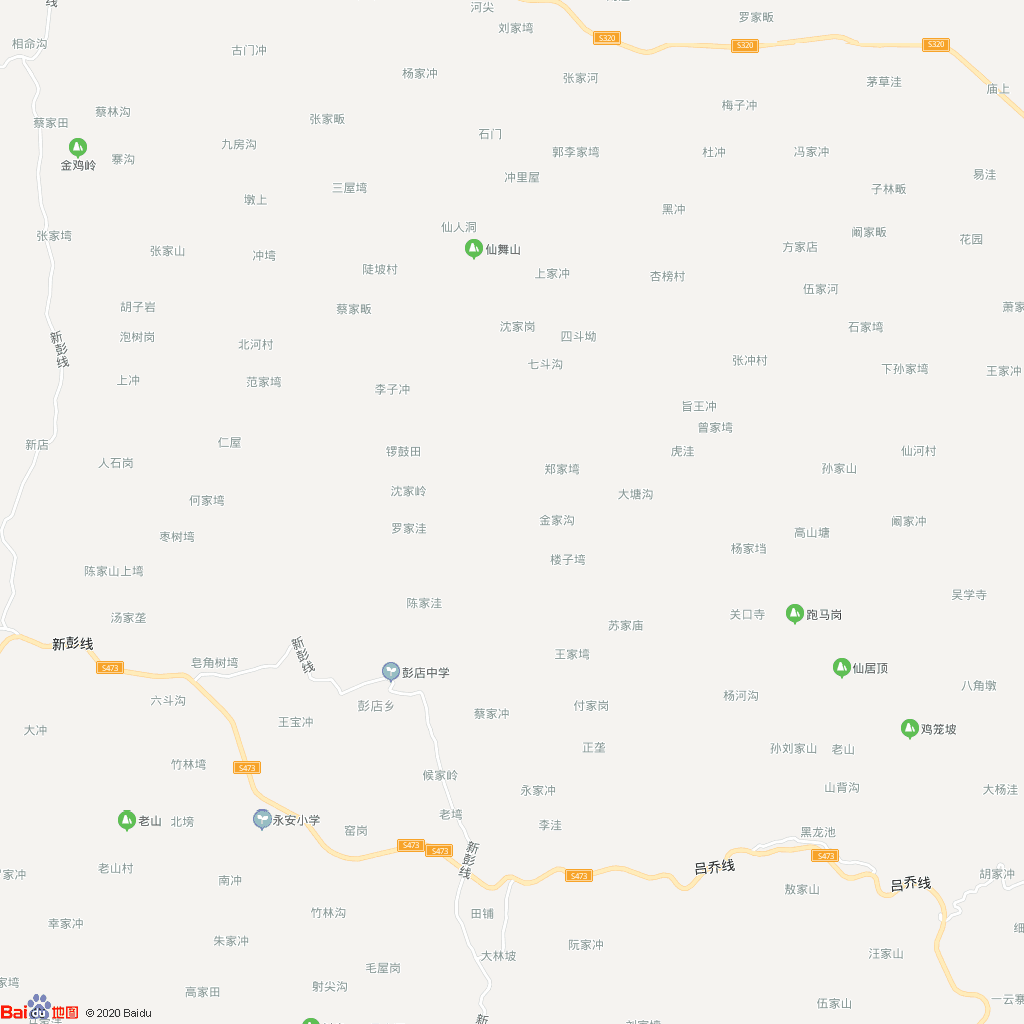 线
河尖
罗家畈
刘家塆
S320
S320
S320
相命沟
古门冲
杨家冲
张家河
茅草洼
庙上
梅子冲
蔡林沟
蔡家田
张家畈
石门
九房沟
郭李家塆
杜冲
冯家冲
金鸡岭
寨沟
冲里屋
易洼
三屋塆
子林畈
墩上
黑冲
仙人洞
阚家畈
张家塆
花园
张家山
冲塆
仙舞山
方家店
陡坡村
上家冲
杏榜村
伍家河
胡子岩
蔡家畈
萧家
沈家岗
石家塆
新彭线
泡树岗
四斗坳
北河村
七斗沟
张冲村
下孙家塆
王家冲
上冲
范家塆
李子冲
旨王冲
曾家塆
新店
仁屋
锣鼓田
虎洼
仙河村
人石岗
郑家塆
孙家山
沈家岭
大塘沟
何家塆
金家沟
阚家冲
罗家洼
高山塘
枣树塆
杨家垱
楼子塆
陈家山上塆
吴学寺
陈家洼
汤家垄
关口寺
跑马岗
苏家庙
新彭线
新彭线
王家塆
皂角树塆
S473
仙居顶
彭店中学
八角墩
六斗沟
彭店乡
杨河沟
付家岗
蔡家冲
王宝冲
大冲
鸡笼坡
正垄
孙刘家山
老山
竹林塆
S473
候家岭
山背沟
永家冲
大杨洼
老塆
老山
北塝
永安小学
李洼
窑岗
黑龙池
S473
S473
S473
新彭线
吕乔线
老山村
S473
胡家冲
家冲
南冲
敖家山
吕乔线
竹林沟
田铺
幸家冲
细
朱家冲
阮家冲
大林坡
汪家山
毛屋岗
家塆
射尖沟
高家田
一云寨
伍家山
Bai du 地图
© 2020 Baidu
新